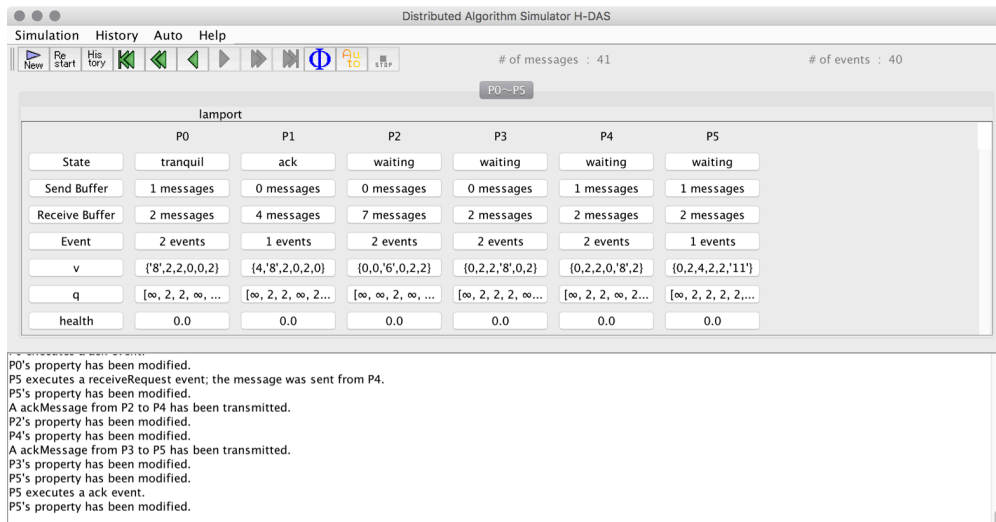 Distributed Algorithm Simulator H-DAS
Simulation History Auto Help
New Re start His tory Φ Au to STOP # of messages : 41 # of events : 40
P0~P5
lamport
P0 P1 P2 P3 P4 P5
State tranquil ack waiting waiting waiting waiting
Send Buffer 1 messages 0 messages 0 messages 0 messages 1 messages 1 messages
Receive Buffer 2 messages 4 messages 7 messages 2 messages 2 messages 2 messages
Event 2 events 1 events 2 events 2 events 2 events 1 events
v {'8',2,2,0,0,2} {4,'8',2,0,2,0} {0,0,'6',0,2,2} {0,2,2,'8',0,2} {0,2,2,0,'8',2} {0,2,4,2,2,'11'}
q [∞, 2, 2, ∞, ... [∞, 2, 2, ∞, 2... [∞, ∞, 2, ∞, ... [∞, 2, 2, 2, ∞... [∞, 2, 2, ∞, 2... [∞, 2, 2, 2, 2,...
health 0.0 0.0 0.0 0.0 0.0 0.0
P0's property has been modified.
P5 executes a receiveRequest event; the message was sent from P4.
P5's property has been modified.
A ackMessage from P2 to P4 has been transmitted.
P2's property has been modified.
P4's property has been modified.
A ackMessage from P3 to P5 has been transmitted.
P3's property has been modified.
P5's property has been modified.
P5 executes a ack event.
P5's property has been modified.